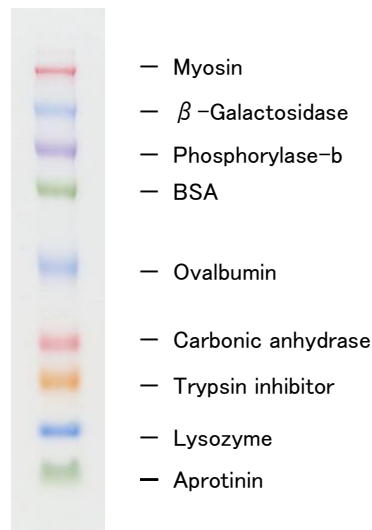 Myosin
β-Galactosidase
Phosphorylase-b
BSA
Ovalbumin
Carbonic anhydrase
Trypsin inhibitor
Lysozyme
Aprotinin